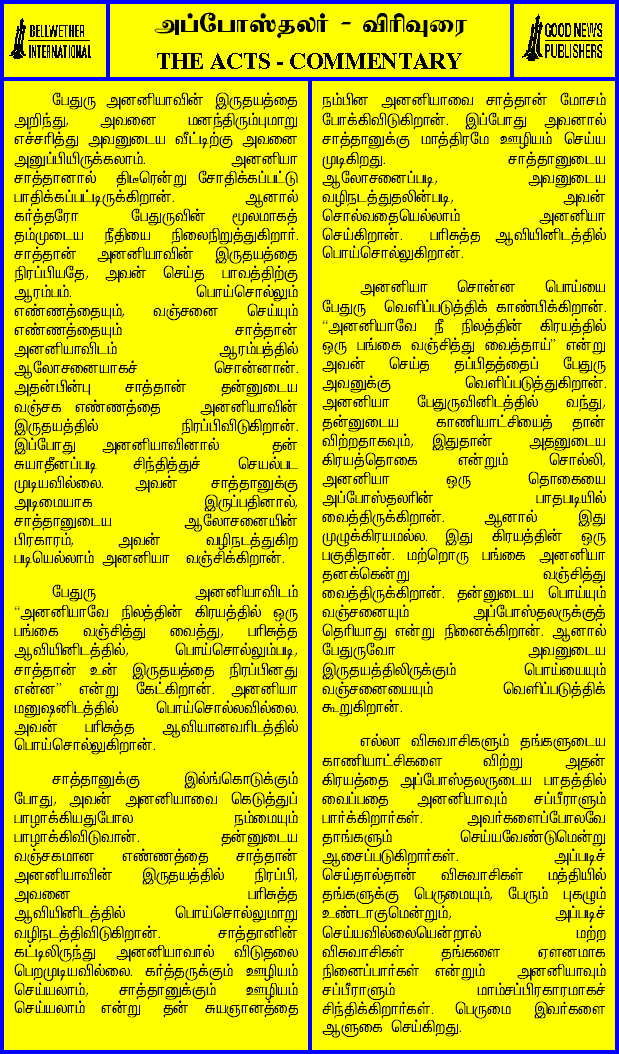 BELLWETHER
INTERNATIONAL
அப்போஸ்தலர் - விரிவுரை
THE ACTS - COMMENTARY
GOOD NEWS
PUBLISHERS
பேதுரு அனனியாவின் இருதயத்தை
அறிந்து, அவனை மனந்திரும்புமாறு
எச்சரித்து அவனுடைய வீட்டிற்கு அவனை
அனுப்பியிருக்கலாம். அனனியா
சாத்தானால் திடீரென்று சோதிக்கப்பட்டு
பாதிக்கப்பட்டிருக்கிறான். ஆனால்
கர்த்தரோ பேதுருவின் மூலமாகத்
தம்முடைய நீதியை நிலைநிறுத்துகிறார்.
சாத்தான் அனனியாவின் இருதயத்தை
நிரப்பியதே, அவன் செய்த பாவத்திற்கு
ஆரம்பம். பொய்சொல்லும்
எண்ணத்தையும், வஞ்சனை செய்யும்
எண்ணத்தையும் சாத்தான்
அனனியாவிடம் ஆரம்பத்தில்
ஆலோசனையாகச் சொன்னான்.
அதன்பின்பு சாத்தான் தன்னுடைய
வஞ்சக எண்ணத்தை அனனியாவின்
இருதயத்தில் நிரப்பிவிடுகிறான்.
இப்போது அனனியாவினால் தன்
சுயாதீனப்படி சிந்தித்துச் செயல்பட
முடியவில்லை. அவன் சாத்தானுக்கு
அடிமையாக இருப்பதினால்,
சாத்தானுடைய ஆலோசனையின்
பிரகாரம், அவன் வழிநடத்துகிற
படியெல்லாம் அனனியா வஞ்சிக்கிறான்.
பேதுரு அனனியாவிடம்
“அனனியாவே நிலத்தின் கிரயத்தில் ஒரு
பங்கை வஞ்சித்து வைத்து, பரிசுத்த
ஆவியினிடத்தில், பொய்சொல்லும்படி,
சாத்தான் உன் இருதயத்தை நிரப்பினது
என்ன” என்று கேட்கிறான். அனனியா
மனுஷனிடத்தில் பொய்சொல்லவில்லை.
அவன் பரிசுத்த ஆவியானவரிடத்தில்
பொய்சொல்லுகிறான்.
சாத்தானுக்கு இல்ங்கொடுக்கும்
போது, அவன் அனனியாவை கெடுத்துப்
பாழாக்கியதுபோல நம்மையும்
பாழாக்கிவிடுவான். தன்னுடைய
வஞ்சகமான எண்ணத்தை சாத்தான்
அனனியாவின் இருதயத்தில் நிரப்பி,
அவனை பரிசுத்த
ஆவியினிடத்தில் பொய்சொல்லுமாறு
வழிநடத்திவிடுகிறான். சாத்தானின்
கட்டிலிருந்து அனனியாவால் விடுதலை
பெறமுடியவில்லை. கர்த்தருக்கும் ஊழியம்
செய்யலாம், சாத்தானுக்கும் ஊழியம்
செய்யலாம் என்று தன் சுயஞானத்தை
நம்பின அனனியாவை சாத்தான் மோசம்
போக்கிவிடுகிறான். இப்போது அவனால்
சாத்தானுக்கு மாத்திரமே ஊழியம் செய்ய
முடிகிறது. சாத்தானுடைய
ஆலோசனைப்படி, அவனுடைய
வழிநடத்துதலின்படி, அவன்
சொல்வதையெல்லாம் அனனியா
செய்கிறான். பரிசுத்த ஆவியினிடத்தில்
பொய்சொல்லுகிறான்.
அனனியா சொன்ன பொய்யை
பேதுரு வெளிப்படுத்திக் காண்பிக்கிறான்.
“அனனியாவே நீ நிலத்தின் கிரயத்தில்
ஒரு பங்கை வஞ்சித்து வைத்தாய்” என்று
அவன் செய்த தப்பிதத்தைப் பேதுரு
அவனுக்கு வெளிப்படுத்துகிறான்.
அனனியா பேதுருவினிடத்தில் வந்து,
தன்னுடைய காணியாட்சியைத் தான்
விற்றதாகவும், இதுதான் அதனுடைய
கிரயத்தொகை என்றும் சொல்லி,
அனனியா ஒரு தொகையை
அப்போஸ்தலரின் பாதபடியில்
வைத்திருக்கிறான். ஆனால் இது
முழுக்கிரயமல்ல. இது கிரயத்தின் ஒரு
பகுதிதான். மற்றொரு பங்கை அனனியா
தனக்கென்று வஞ்சித்து
வைத்திருக்கிறான். தன்னுடைய பொய்யும்
வஞ்சனையும் அப்போஸ்தலருக்குத்
தெரியாது என்று நினைக்கிறான். ஆனால்
பேதுருவோ அவனுடைய
இருதயத்திலிருக்கும் பொய்யையும்
வஞ்சனையையும் வெளிப்படுத்திக்
கூறுகிறான்.
எல்லா விசுவாசிகளும் தங்களுடைய
காணியாட்சிகளை விற்று அதன்
கிரயத்தை அப்போஸ்தலருடைய பாதத்தில்
வைப்பதை அனனியாவும் சப்பீராளும்
பார்க்கிறார்கள். அவர்களைப்போலவே
தாங்களும் செய்யவேண்டுமென்று
ஆசைப்படுகிறார்கள். அப்படிச்
செய்தால்தான் விசுவாசிகள் மத்தியில்
தங்களுக்கு பெருமையும், பேரும் புகழும்
உண்டாகுமென்றும், அப்படிச்
செய்யவில்லையென்றால் மற்ற
விசுவாசிகள் தங்களை ஏளனமாக
நினைப்பார்கள் என்றும் அனனியாவும்
சப்பீராளும் மாம்சப்பிரகாரமாகச்
சிந்திக்கிறார்கள். பெருமை இவர்களை
ஆளுகை செய்கிறது.